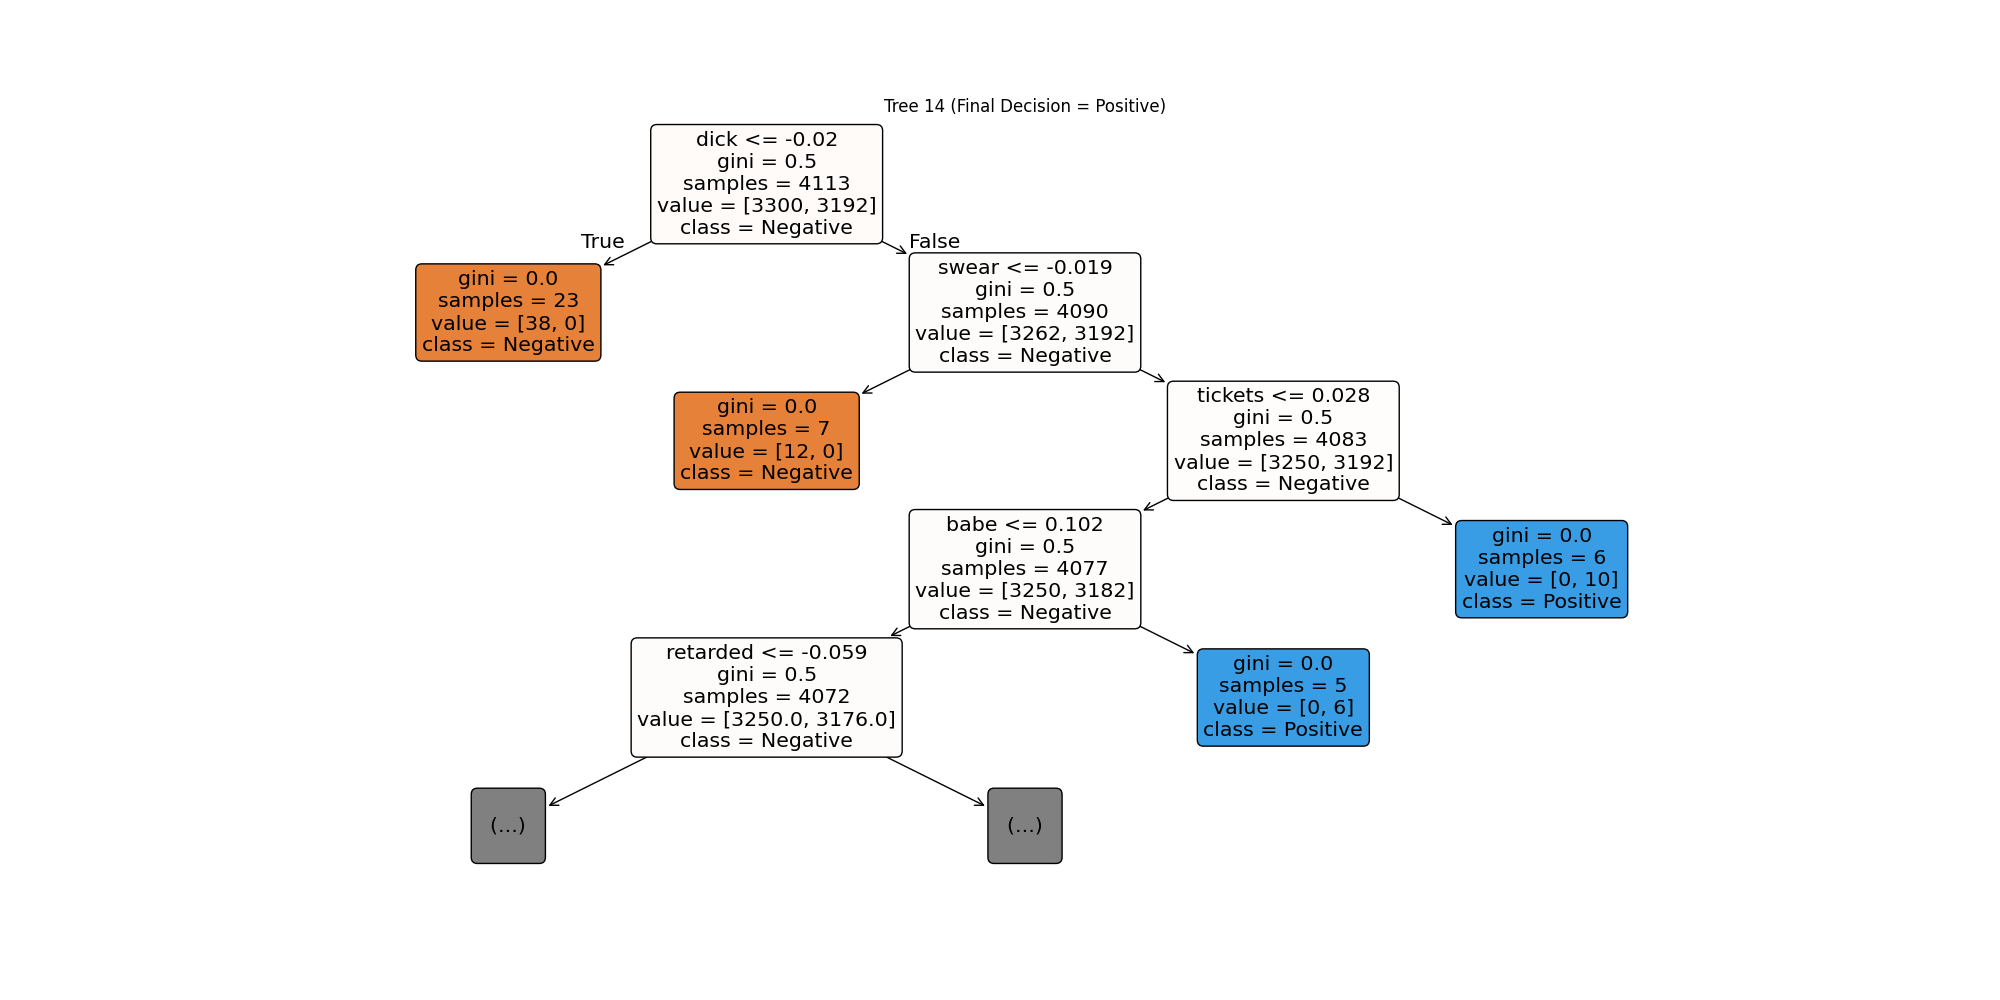 Tree 14 (Final Decision = Positive)
dick <= -0.02
gini = 0.5
samples = 4113
value = [3300, 3192]
class = Negative
True
False
gini = 0.0
samples = 23
value = [38, 0]
class = Negative
swear <= -0.019
gini = 0.5
samples = 4090
value = [3262, 3192]
class = Negative
gini = 0.0
samples = 7
value = [12, 0]
class = Negative
tickets <= 0.028
gini = 0.5
samples = 4083
value = [3250, 3192]
class = Negative
babe <= 0.102
gini = 0.5
samples = 4077
value = [3250, 3182]
class = Negative
gini = 0.0
samples = 6
value = [0, 10]
class = Positive
retarded <= -0.059
gini = 0.5
samples = 4072
value = [3250.0, 3176.0]
class = Negative
gini = 0.0
samples = 5
value = [0, 6]
class = Positive
(...)
(...)